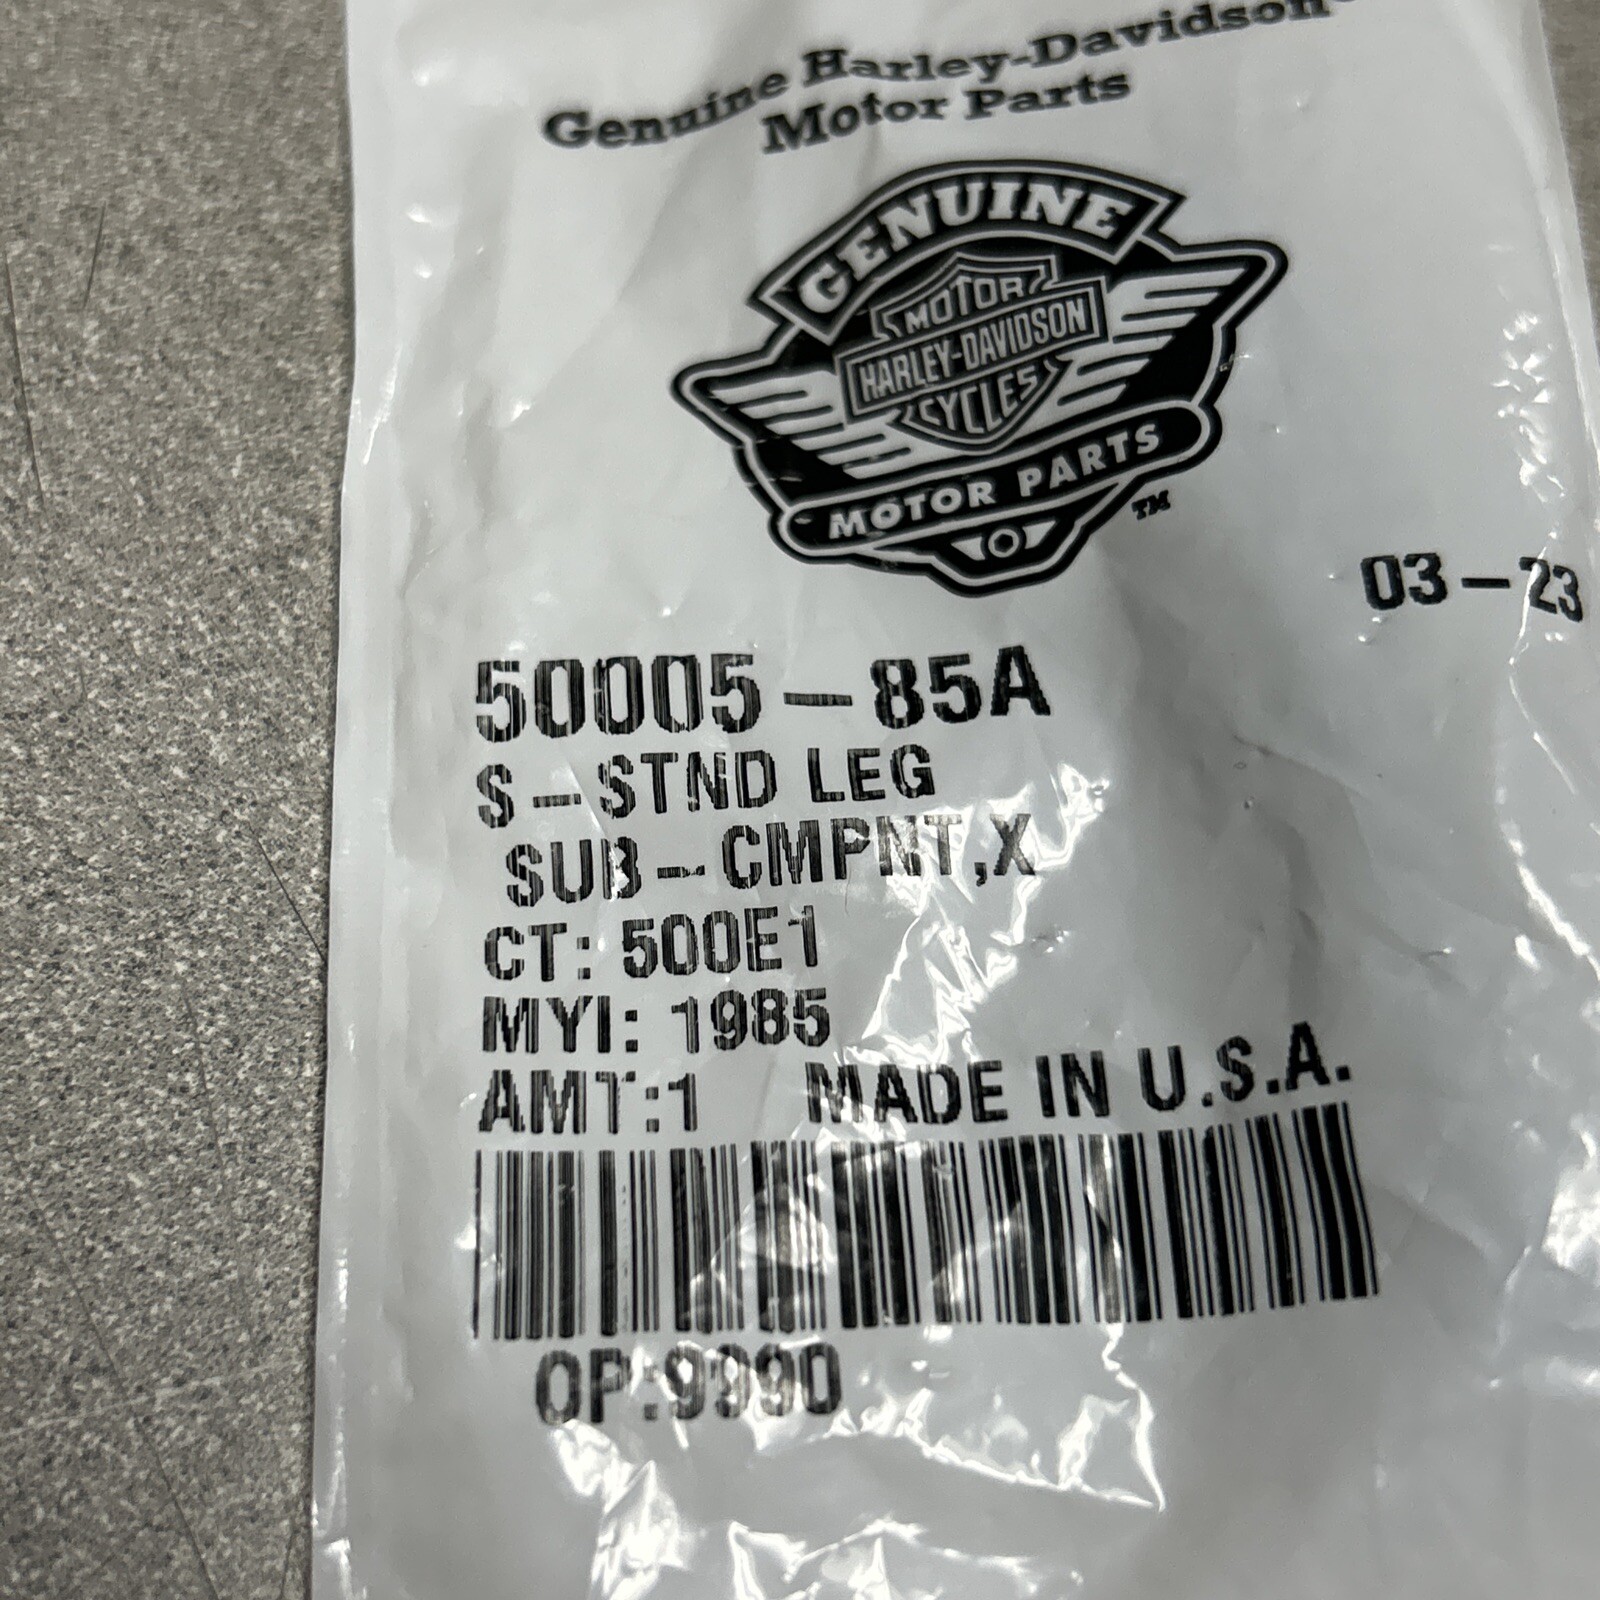 Genuine Harley-Davidson
Motor Parts
GENUINE
MOTOR
HARLEY-DAVIDSON
CYCLES
MOTOR PARTS
TM
03-23
50005-85A
S-STND LEG
SUB-CMPNT,X
CT: 500E1
MYI: 1985
AMT:1 MADE IN U.S.A.
OP:9990